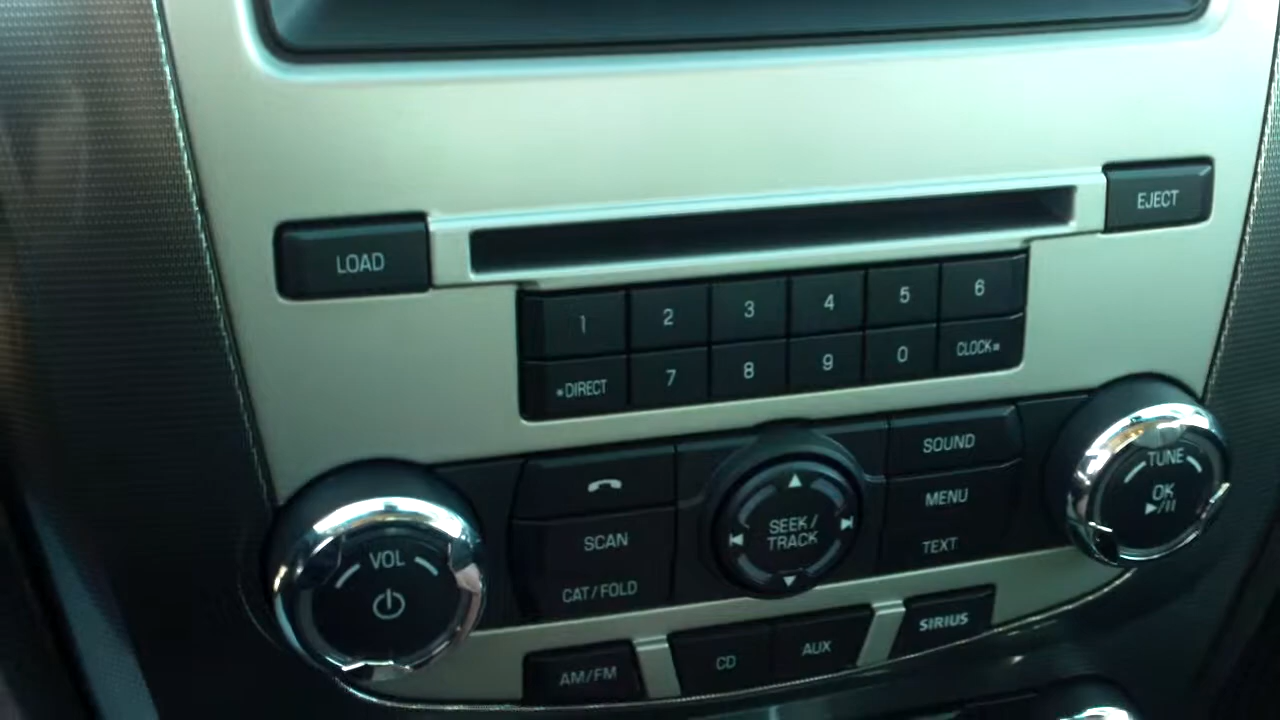 EJECT
LOAD
1 2 3 4 5 6
DIRECT 7 8 9 0 CLOCK
SOUND
TUNE
OK
MENU
SEEK/
TRACK
SCAN
TEXT
VOL
CAT/FOLD
SIRIUS
AUX
CD
AM/FM